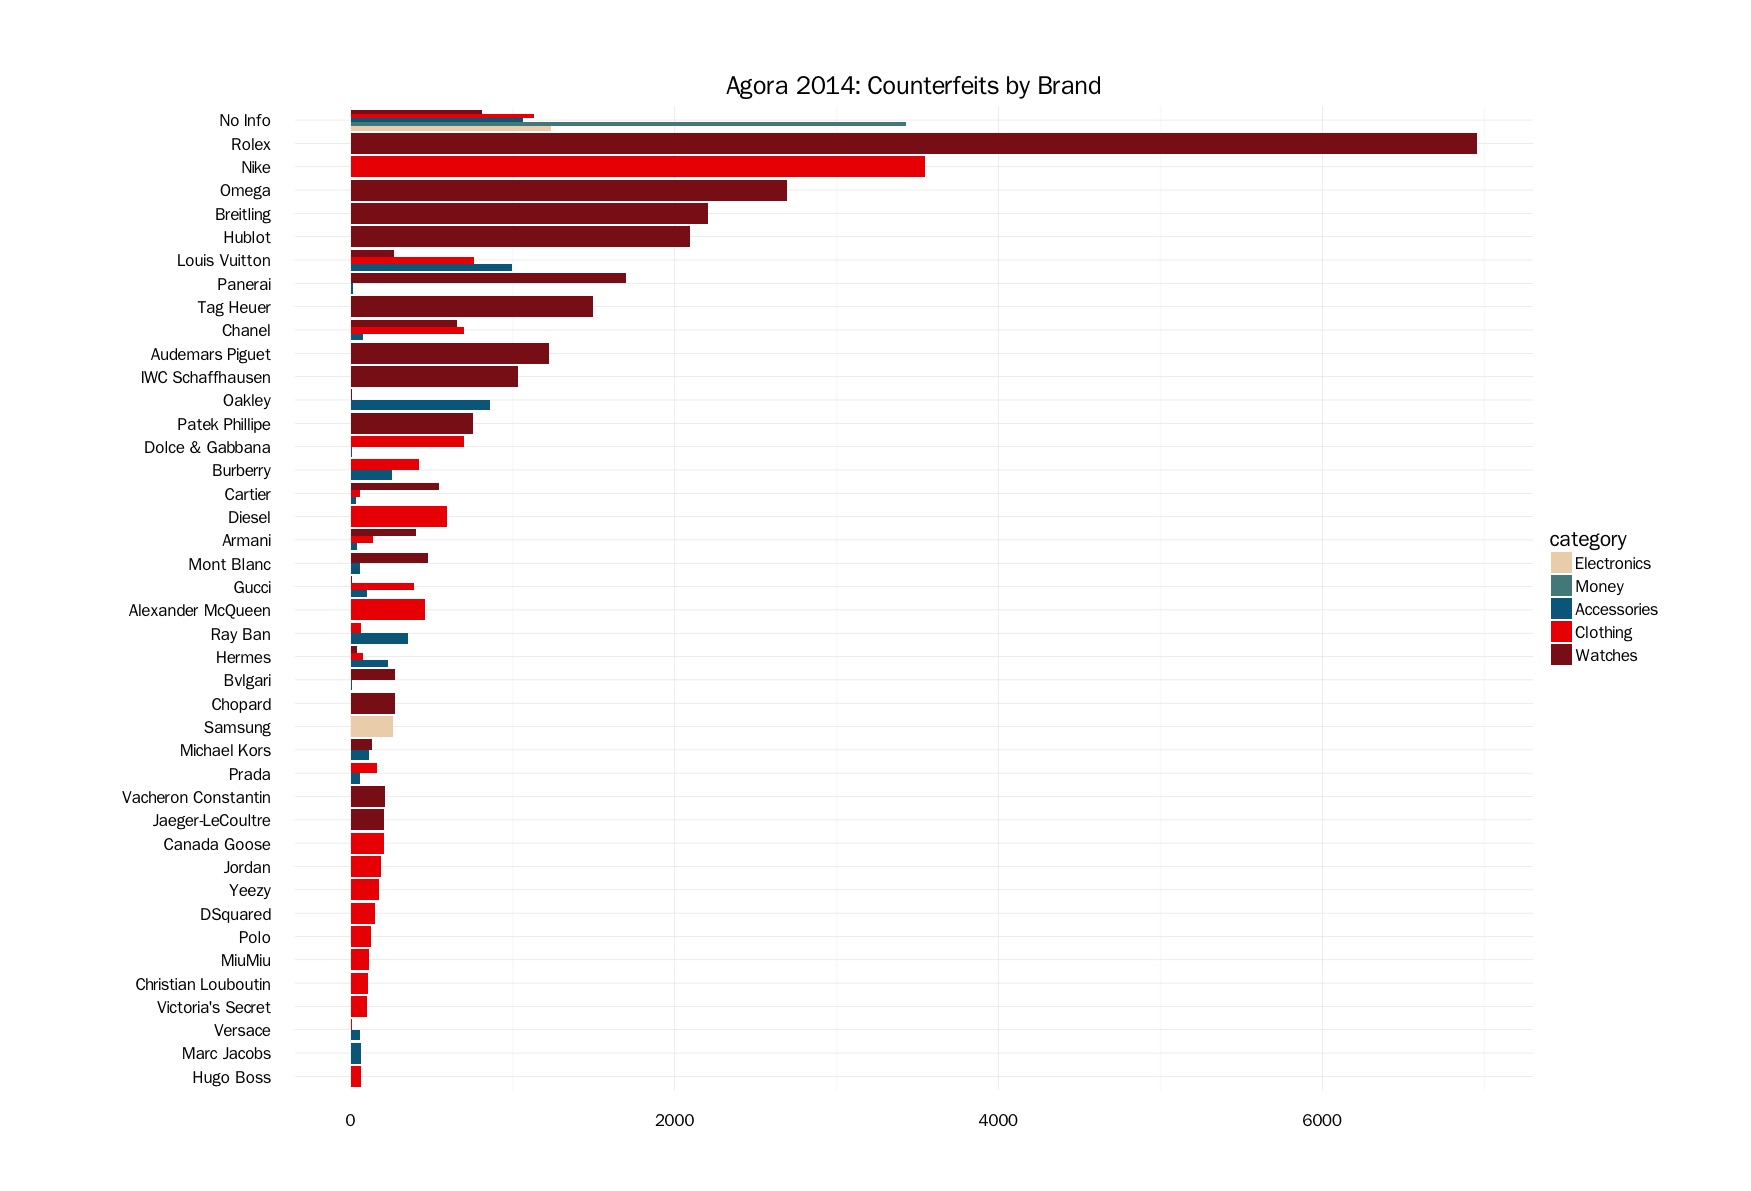 Agora 2014: Counterfeits by Brand
No Info
Rolex
Nike
Omega
Breitling
Hublot
Louis Vuitton
Panerai
Tag Heuer
Chanel
Audemars Piguet
IWC Schaffhausen
Oakley
Patek Phillipe
Dolce & Gabbana
Burberry
Cartier
Diesel
Armani
Mont Blanc
Gucci
Alexander McQueen
Ray Ban
Hermes
Bvlgari
Chopard
Samsung
Michael Kors
Prada
Vacheron Constantin
Jaeger-LeCoultre
Canada Goose
Jordan
Yeezy
DSquared
Polo
MiuMiu
Christian Louboutin
Victoria's Secret
Versace
Marc Jacobs
Hugo Boss
0 2000 4000 6000
category
Electronics
Money
Accessories
Clothing
Watches